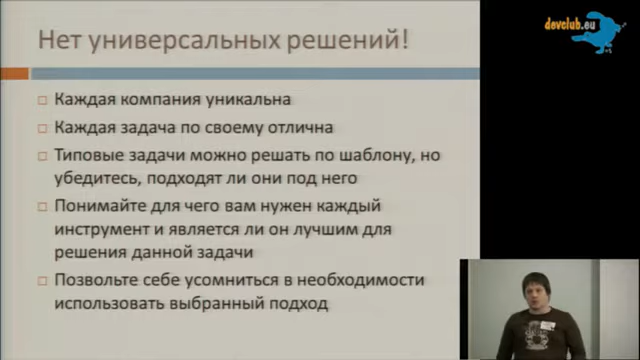 Нет универсальных решений!
devclub.eu
Каждая компания уникальна
Каждая задача по своему отлична
Типовые задачи можно решать по шаблону, но
убедитесь, подходят ли они под него
Понимайте для чего вам нужен каждый
инструмент и является ли он лучшим для
решения данной задачи
Позвольте себе усомниться в необходимости
использовать выбранный подход